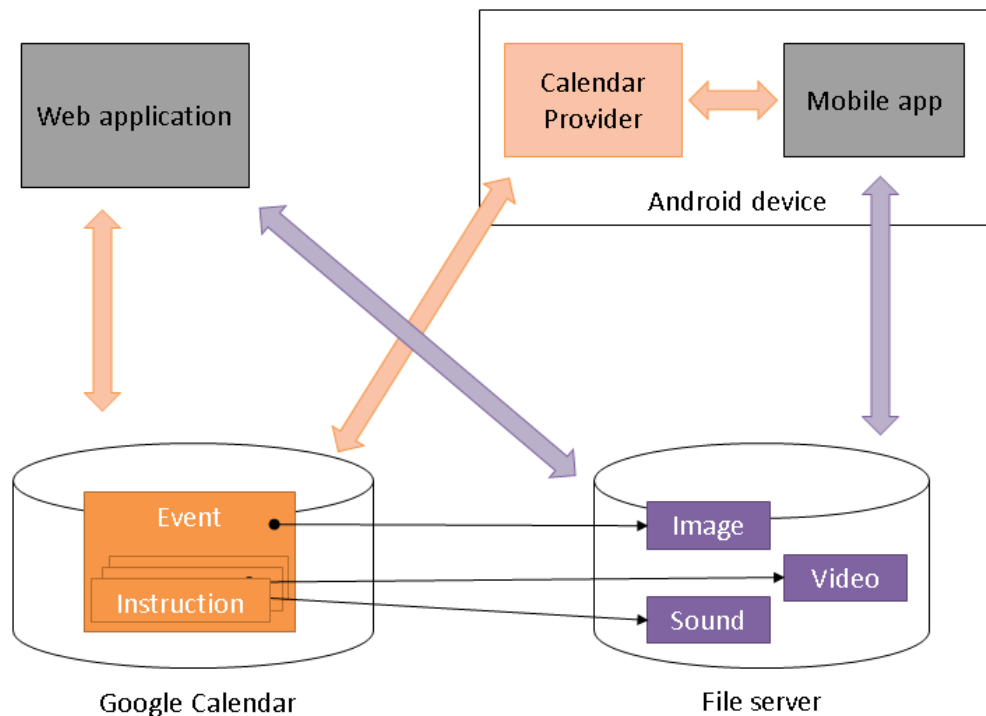 Web application
Calendar
Provider
Mobile app
Android device
Event
Instruction
Image
Video
Sound
Google Calendar
File server